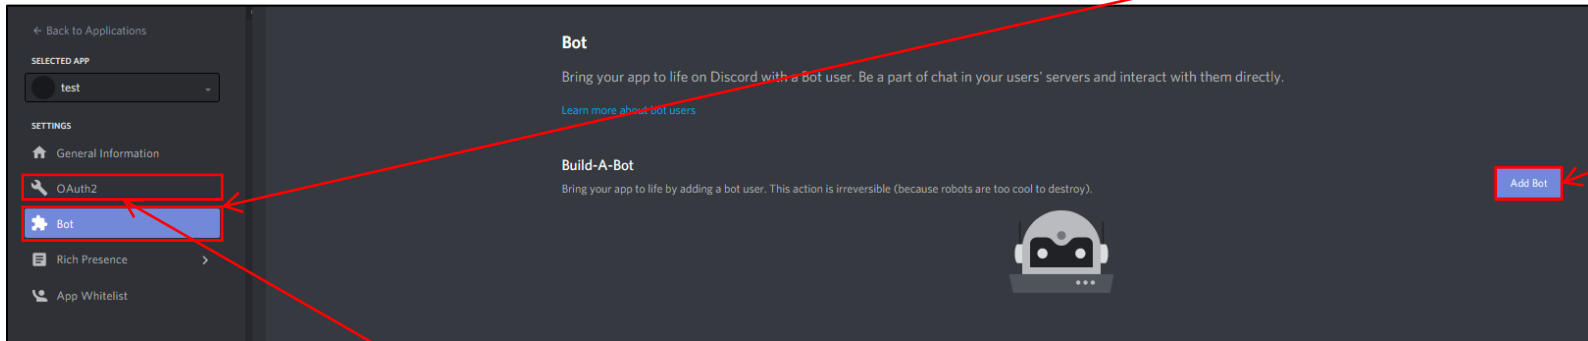 ← Back to Applications
SELECTED APP
test
SETTINGS
General Information
OAuth2
Bot
Rich Presence
App Whitelist
Bot
Bring your app to life on Discord with a Bot user. Be a part of chat in your users' servers and interact with them directly.
Learn more about bot users
Build-A-Bot
Bring your app to life by adding a bot user. This action is irreversible (because robots are too cool to destroy).
Add Bot